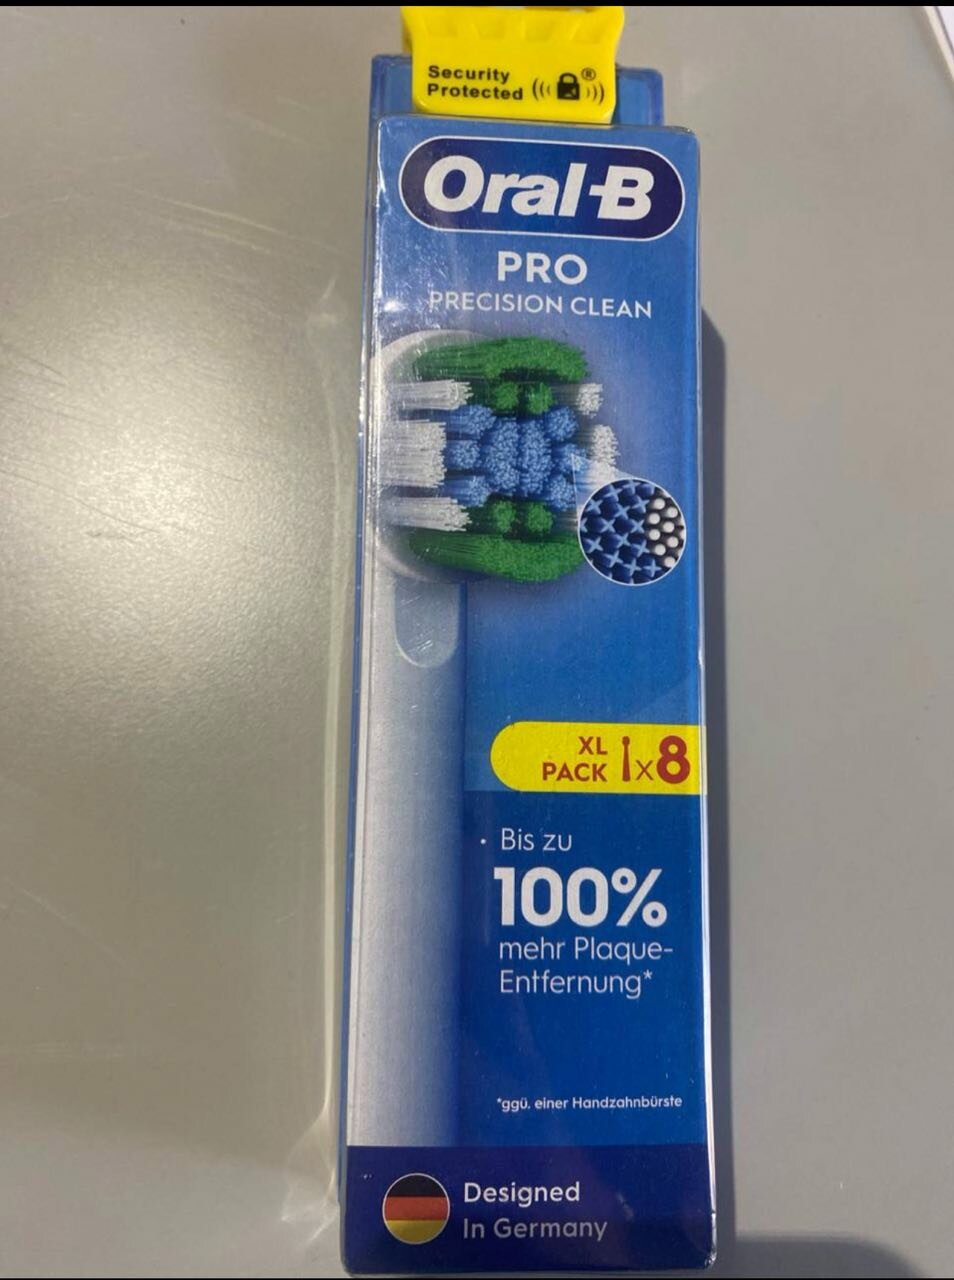 Security
Protected
®
Oral-B
PRO
PRECISION CLEAN
XL
PACK x8
· Bis zu
100%
mehr Plaque-
Entfernung*
*ggü. einer Handzahnbürste
Designed
In Germany